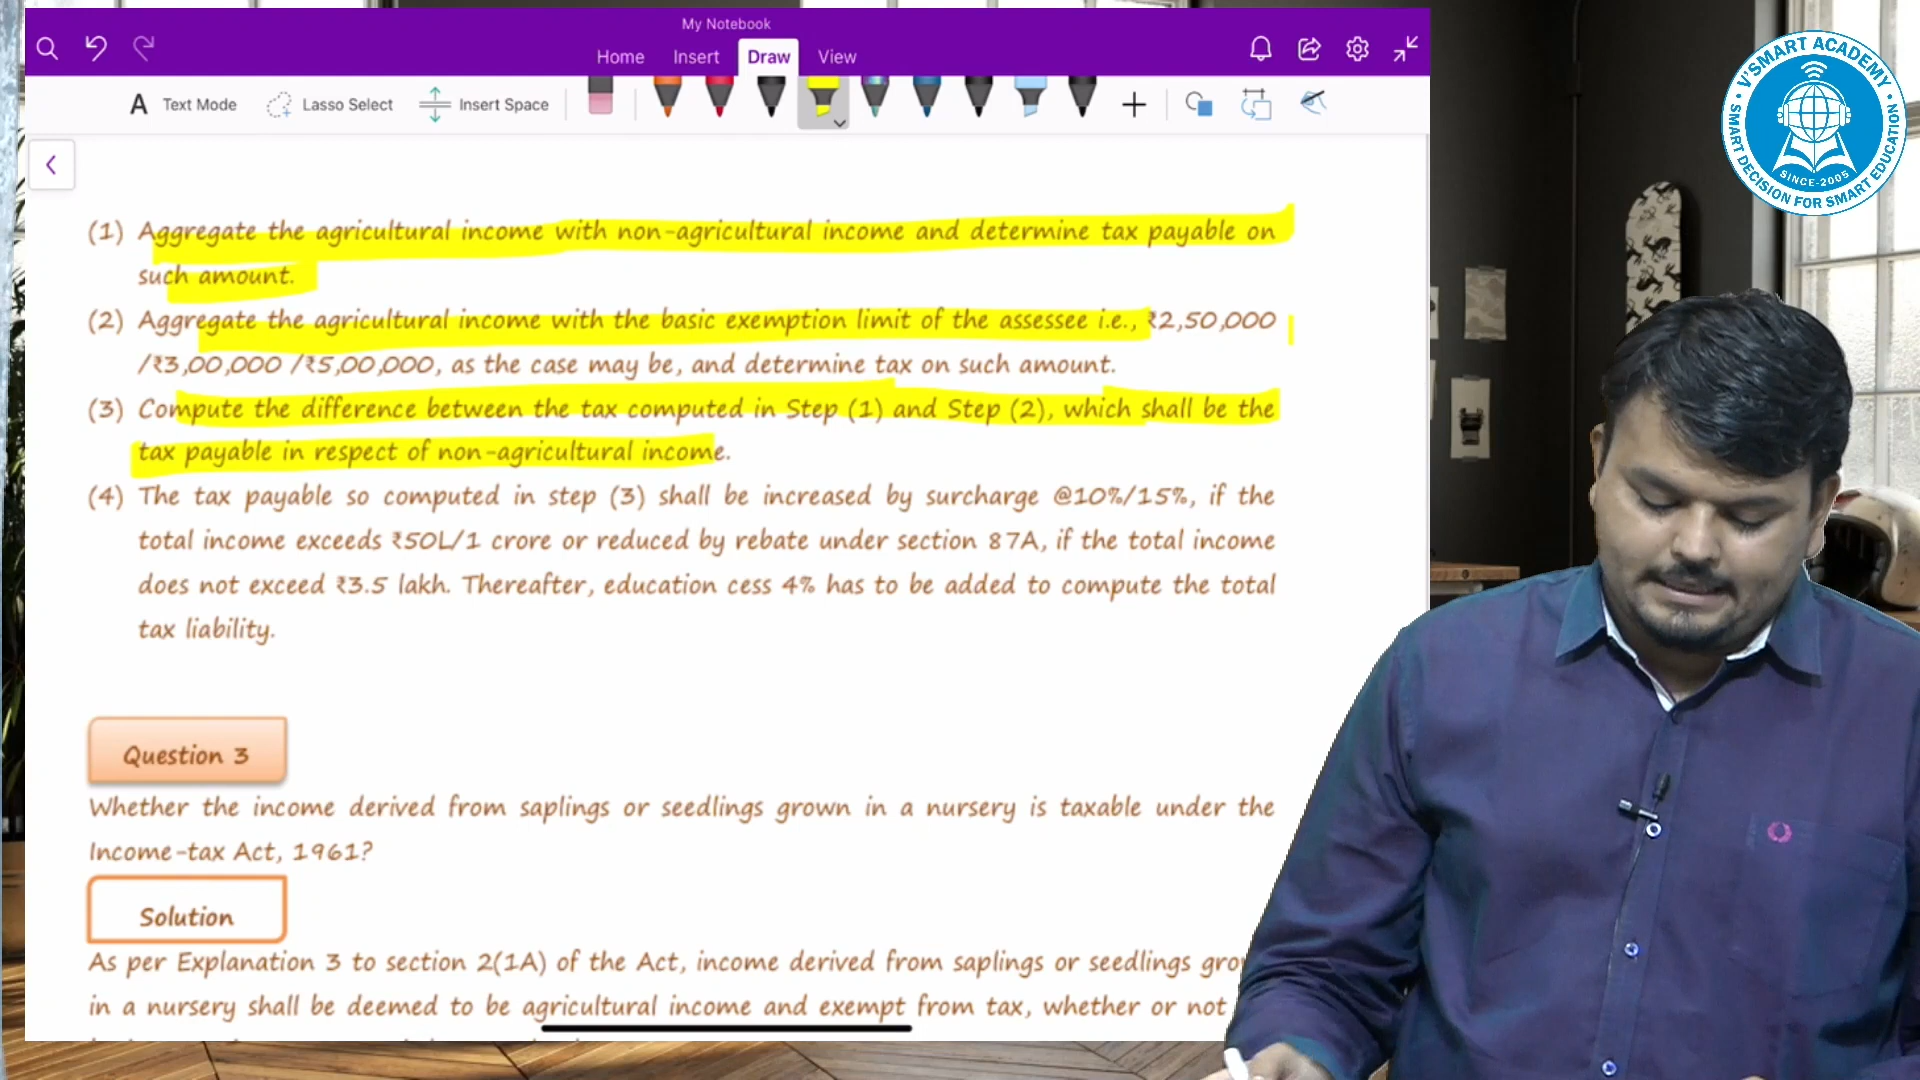 My Notebook
Home Insert Draw View
A Text Mode Lasso Select Insert Space
(1) Aggregate the agricultural income with non-agricultural income and determine tax payable on
such amount.
(2) Aggregate the agricultural income with the basic exemption limit of the assessee i.e., ₹2,50,000
/₹3,00,000 /₹5,00,000, as the case may be, and determine tax on such amount.
(3) Compute the difference between the tax computed in Step (1) and Step (2), which shall be the
tax payable in respect of non-agricultural income.
(4) The tax payable so computed in step (3) shall be increased by surcharge @10%/15%, if the
total income exceeds ₹50L/1 crore or reduced by rebate under section 87A, if the total income
does not exceed ₹3.5 lakh. Thereafter, education cess 4% has to be added to compute the total
tax liability.
Question 3
Whether the income derived from saplings or seedlings grown in a nursery is taxable under the
Income-tax Act, 1961?
Solution
As per Explanation 3 to section 2(1A) of the Act, income derived from saplings or seedlings
in a nursery shall be deemed to be agricultural income and exempt from tax, whether or not
V'SMART ACADEMY
SINCE-2005
SMART DECISION FOR SMART EDUCATION